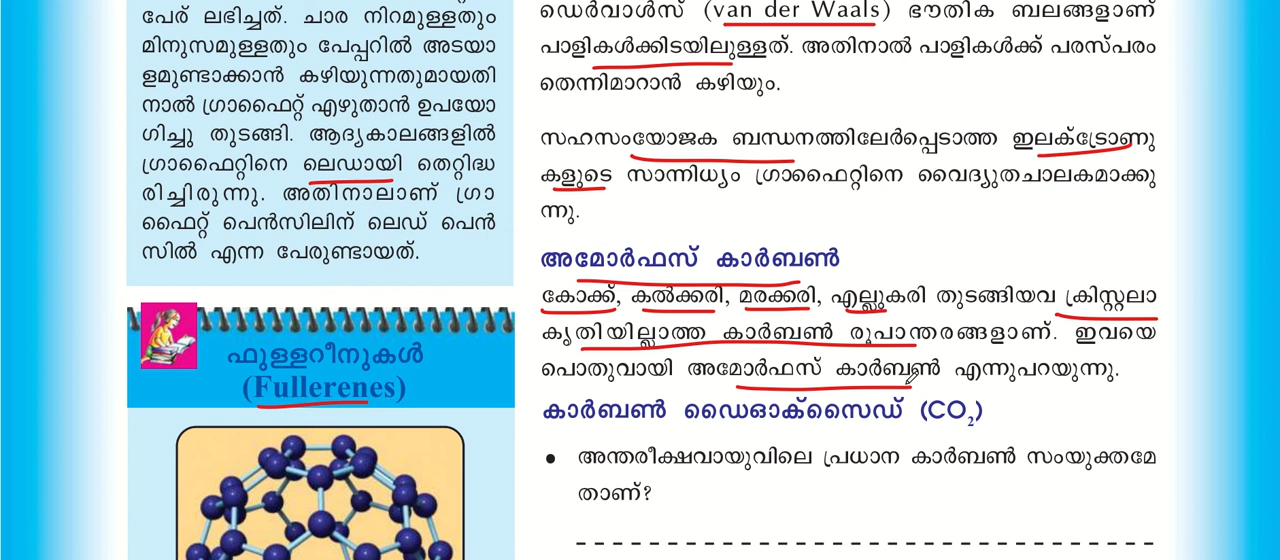 പേര് ലഭിച്ചത്. ചാര നിറമുള്ളതും
മിനുസമുള്ളതും പേപ്പറിൽ അടയാ
ളമുണ്ടാക്കാൻ കഴിയുന്നതുമായതി
നാൽ ഗ്രാഫൈറ്റ് എഴുതാൻ ഉപയോ
ഗിച്ചു തുടങ്ങി. ആദ്യകാലങ്ങളിൽ
ഗ്രാഫൈറ്റിനെ ലെഡായി തെറ്റിദ്ധ
രിച്ചിരുന്നു. അതിനാലാണ് ഗ്രാ
ഫൈറ്റ് പെൻസിലിന് ലെഡ് പെൻ
സിൽ എന്ന പേരുണ്ടായത്.
ഫുള്ളറീനുകൾ
(Fullerenes)
ഡെർവാൾസ് (van der Waals) ഭൗതിക ബലങ്ങളാണ്
പാളികൾക്കിടയിലുള്ളത്. അതിനാൽ പാളികൾക്ക് പരസ്പരം
തെന്നിമാറാൻ കഴിയും.
സഹസംയോജക ബന്ധനത്തിലേർപ്പെടാത്ത ഇലക്ട്രോണു
കളുടെ സാന്നിധ്യം ഗ്രാഫൈറ്റിനെ വൈദ്യുതചാലകമാക്കു
ന്നു.
അമോർഫസ് കാർബൺ
കോക്ക്, കൽക്കരി, മരക്കരി, എല്ലുകരി തുടങ്ങിയവ ക്രിസ്റ്റലാ
കൃതിയില്ലാത്ത കാർബൺ രൂപാന്തരങ്ങളാണ്. ഇവയെ
പൊതുവായി അമോർഫസ് കാർബൺ എന്നുപറയുന്നു.
കാർബൺ ഡൈഓക്സൈഡ് (CO₂)
• അന്തരീക്ഷവായുവിലെ പ്രധാന കാർബൺ സംയുക്തമേ
താണ്?